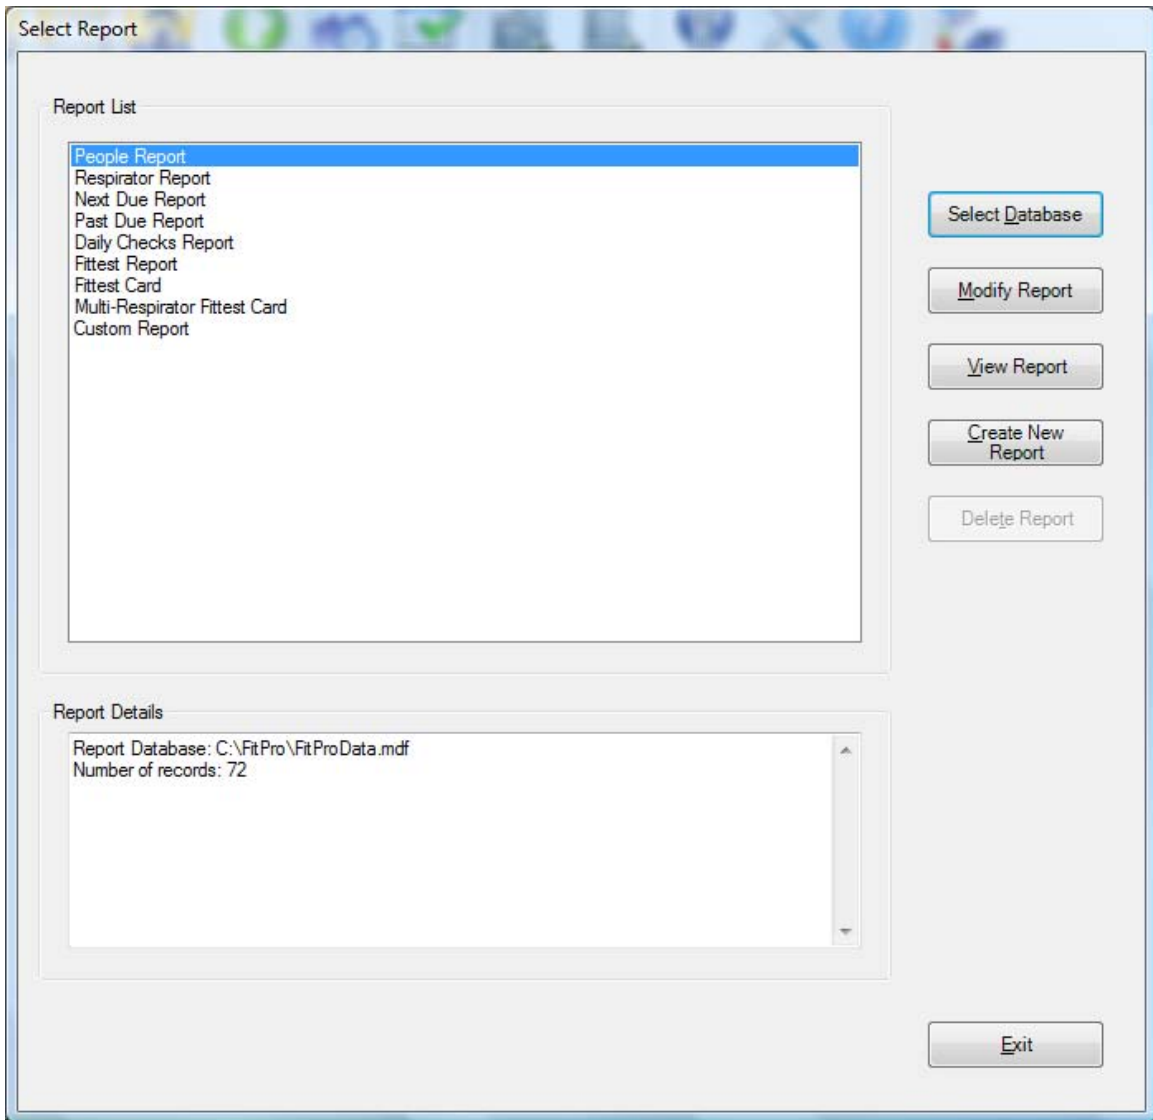 Select Report
Report List
People Report
Respirator Report
Next Due Report
Past Due Report
Daily Checks Report
Fittest Report
Fittest Card
Multi-Respirator Fittest Card
Custom Report
Select Database
Modify Report
View Report
Create New
Report
Delete Report
Report Details
Report Database: C:\FitPro\FitProData.mdf
Number of records: 72
Exit